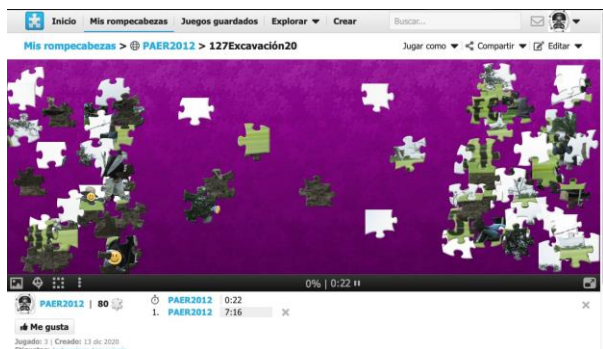 Inicio Mis rompecabezas Juegos guardados Explorar Crear Buscar...
Mis rompecabezas > PAER2012 > 127Excavación20 Jugar como Compartir Editar
0% | 0:22
PAER2012 | 80 PAER2012 0:22
1. PAER2012 7:16
Me gusta
Jugado: 3 | Creado: 13 dic 2020